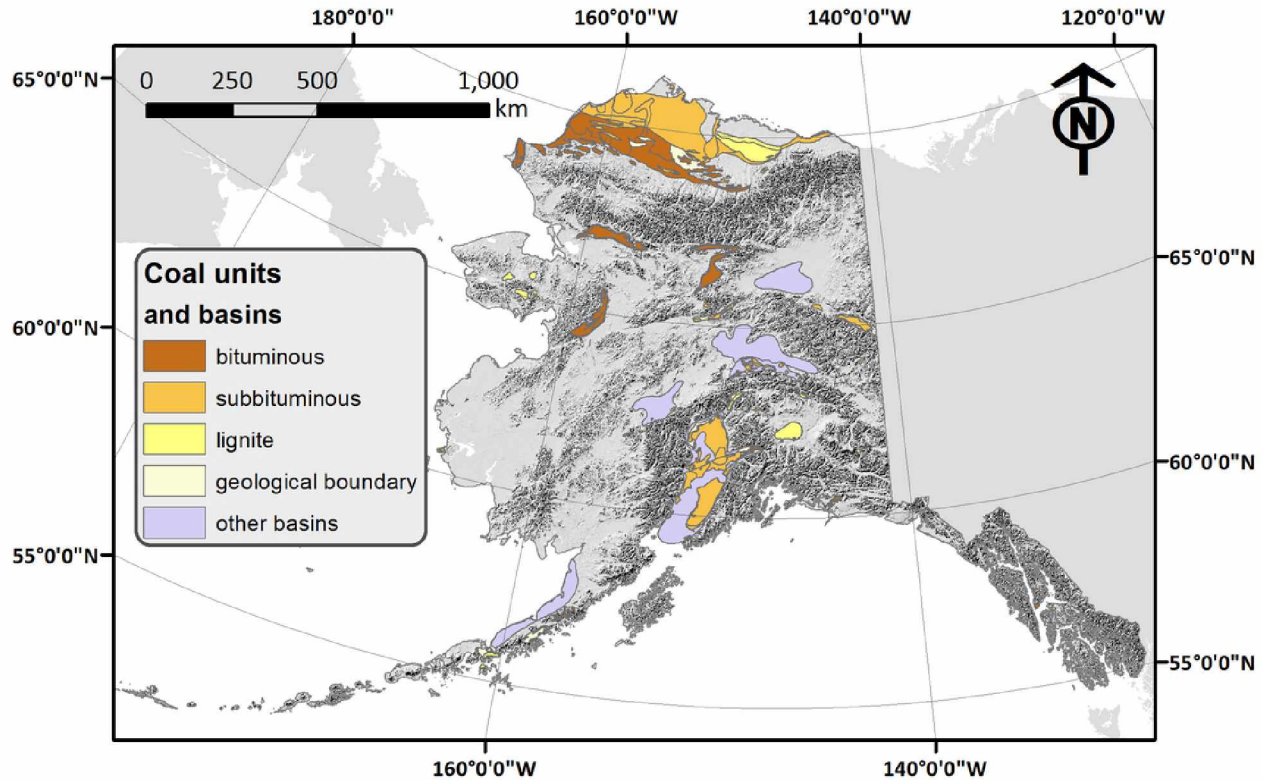 180°0'0" 160°0'0"W 140°0'0"W 120°0'0"W
65°0'0"N
0 250 500 1,000
km
N
65°0'0"N
Coal units
and basins
60°0'0"N
bituminous
subbituminous
lignite
60°0'0"N
geological boundary
other basins
55°0'0"N
55°0'0"W
160°0'0"W 140°0'0"W